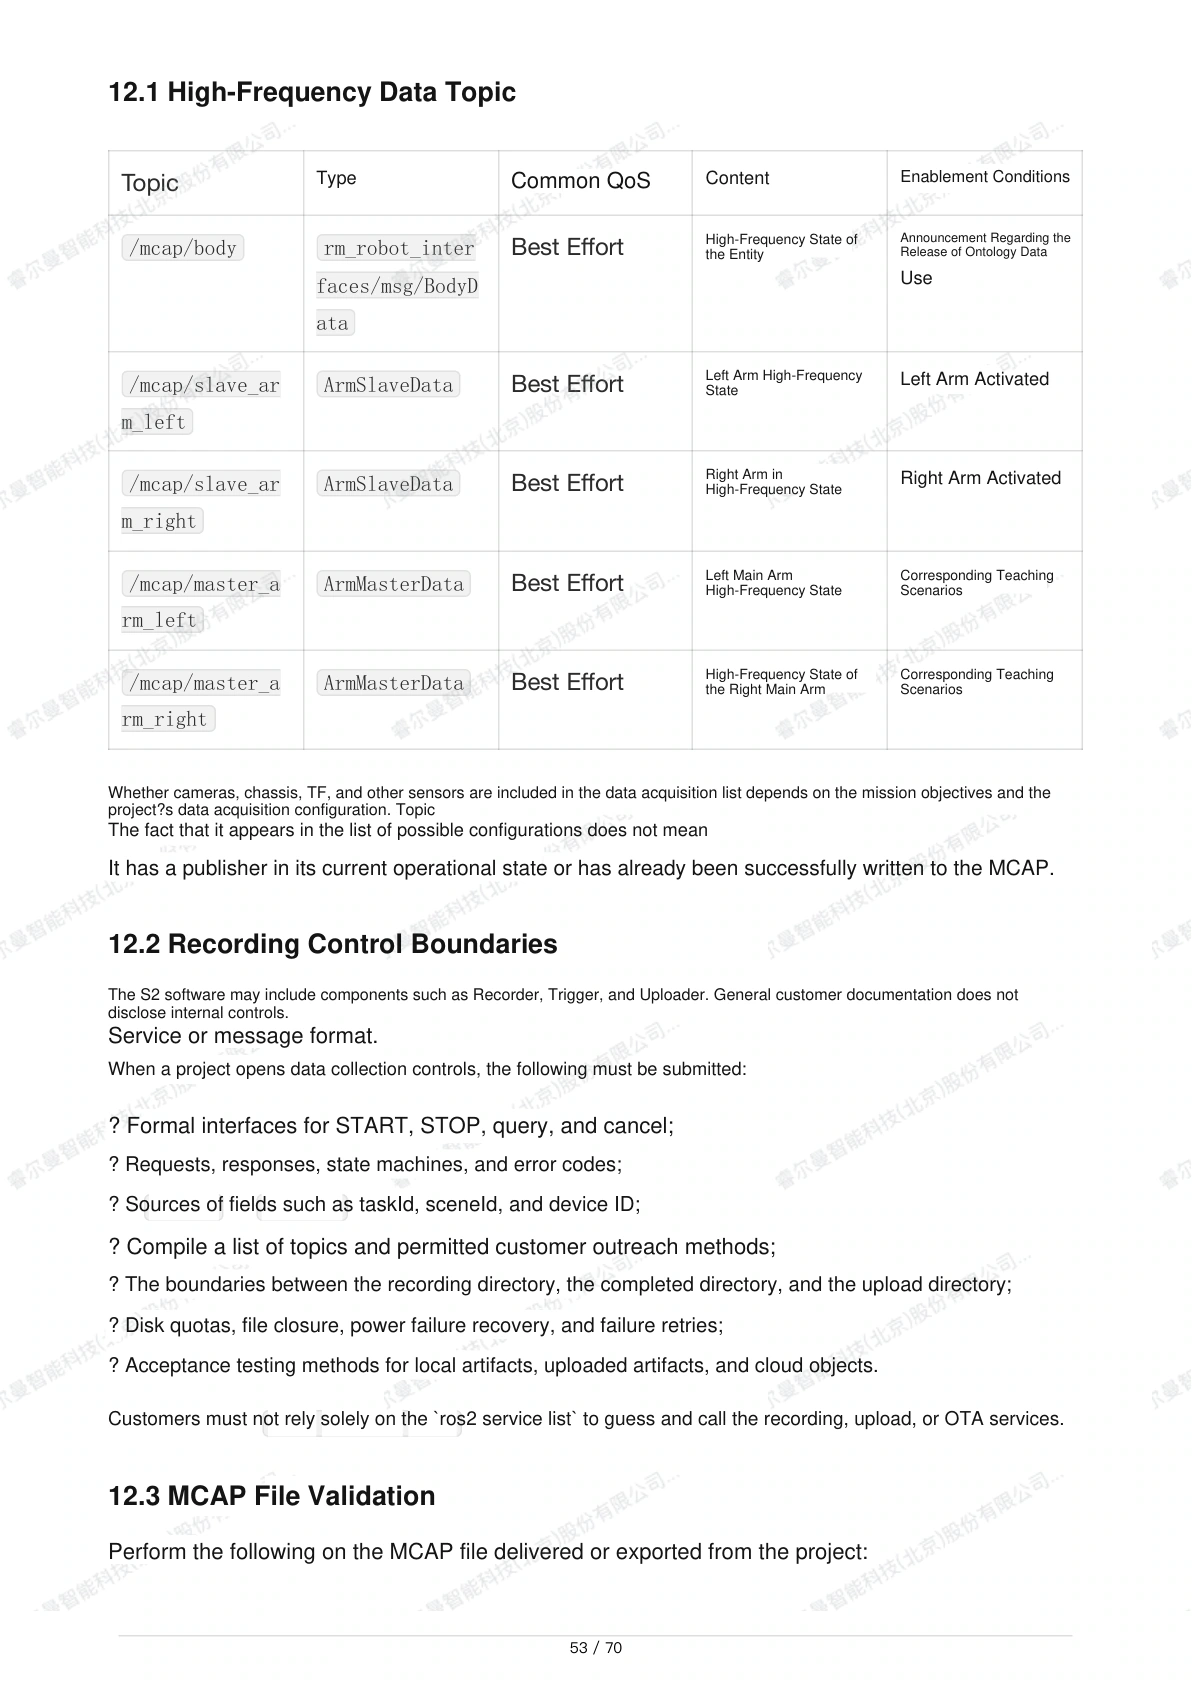 12.1 High-Frequency Data Topic
Topic
Type
Common QoS
Content
Enablement Conditions
/mcap/body
rm_robot_inter
faces/msg/BodyD
ata
Best Effort
High-Frequency State of
the Entity
Announcement Regarding the
Release of Ontology Data
Use
/mcap/slave_ar
m_left
ArmSlaveData
Best Effort
Left Arm High-Frequency
State
Left Arm Activated
/mcap/slave_ar
m_right
ArmSlaveData
Best Effort
Right Arm in
High-Frequency State
Right Arm Activated
/mcap/master_a
rm_left
ArmMasterData
Best Effort
Left Main Arm
High-Frequency State
Corresponding Teaching
Scenarios
/mcap/master_a
rm_right
ArmMasterData
Best Effort
High-Frequency State of
the Right Main Arm
Corresponding Teaching
Scenarios
Whether cameras, chassis, TF, and other sensors are included in the data acquisition list depends on the mission objectives and the
project?s data acquisition configuration. Topic
The fact that it appears in the list of possible configurations does not mean
It has a publisher in its current operational state or has already been successfully written to the MCAP.
12.2 Recording Control Boundaries
The S2 software may include components such as Recorder, Trigger, and Uploader. General customer documentation does not
disclose internal controls.
Service or message format.
When a project opens data collection controls, the following must be submitted:
? Formal interfaces for START, STOP, query, and cancel;
? Requests, responses, state machines, and error codes;
? Sources of fields such as taskId, sceneId, and device ID;
? Compile a list of topics and permitted customer outreach methods;
? The boundaries between the recording directory, the completed directory, and the upload directory;
? Disk quotas, file closure, power failure recovery, and failure retries;
? Acceptance testing methods for local artifacts, uploaded artifacts, and cloud objects.
Customers must not rely solely on the `ros2 service list` to guess and call the recording, upload, or OTA services.
12.3 MCAP File Validation
Perform the following on the MCAP file delivered or exported from the project:
53 / 70
睿尔曼智能科技(北京)股份有限公司...